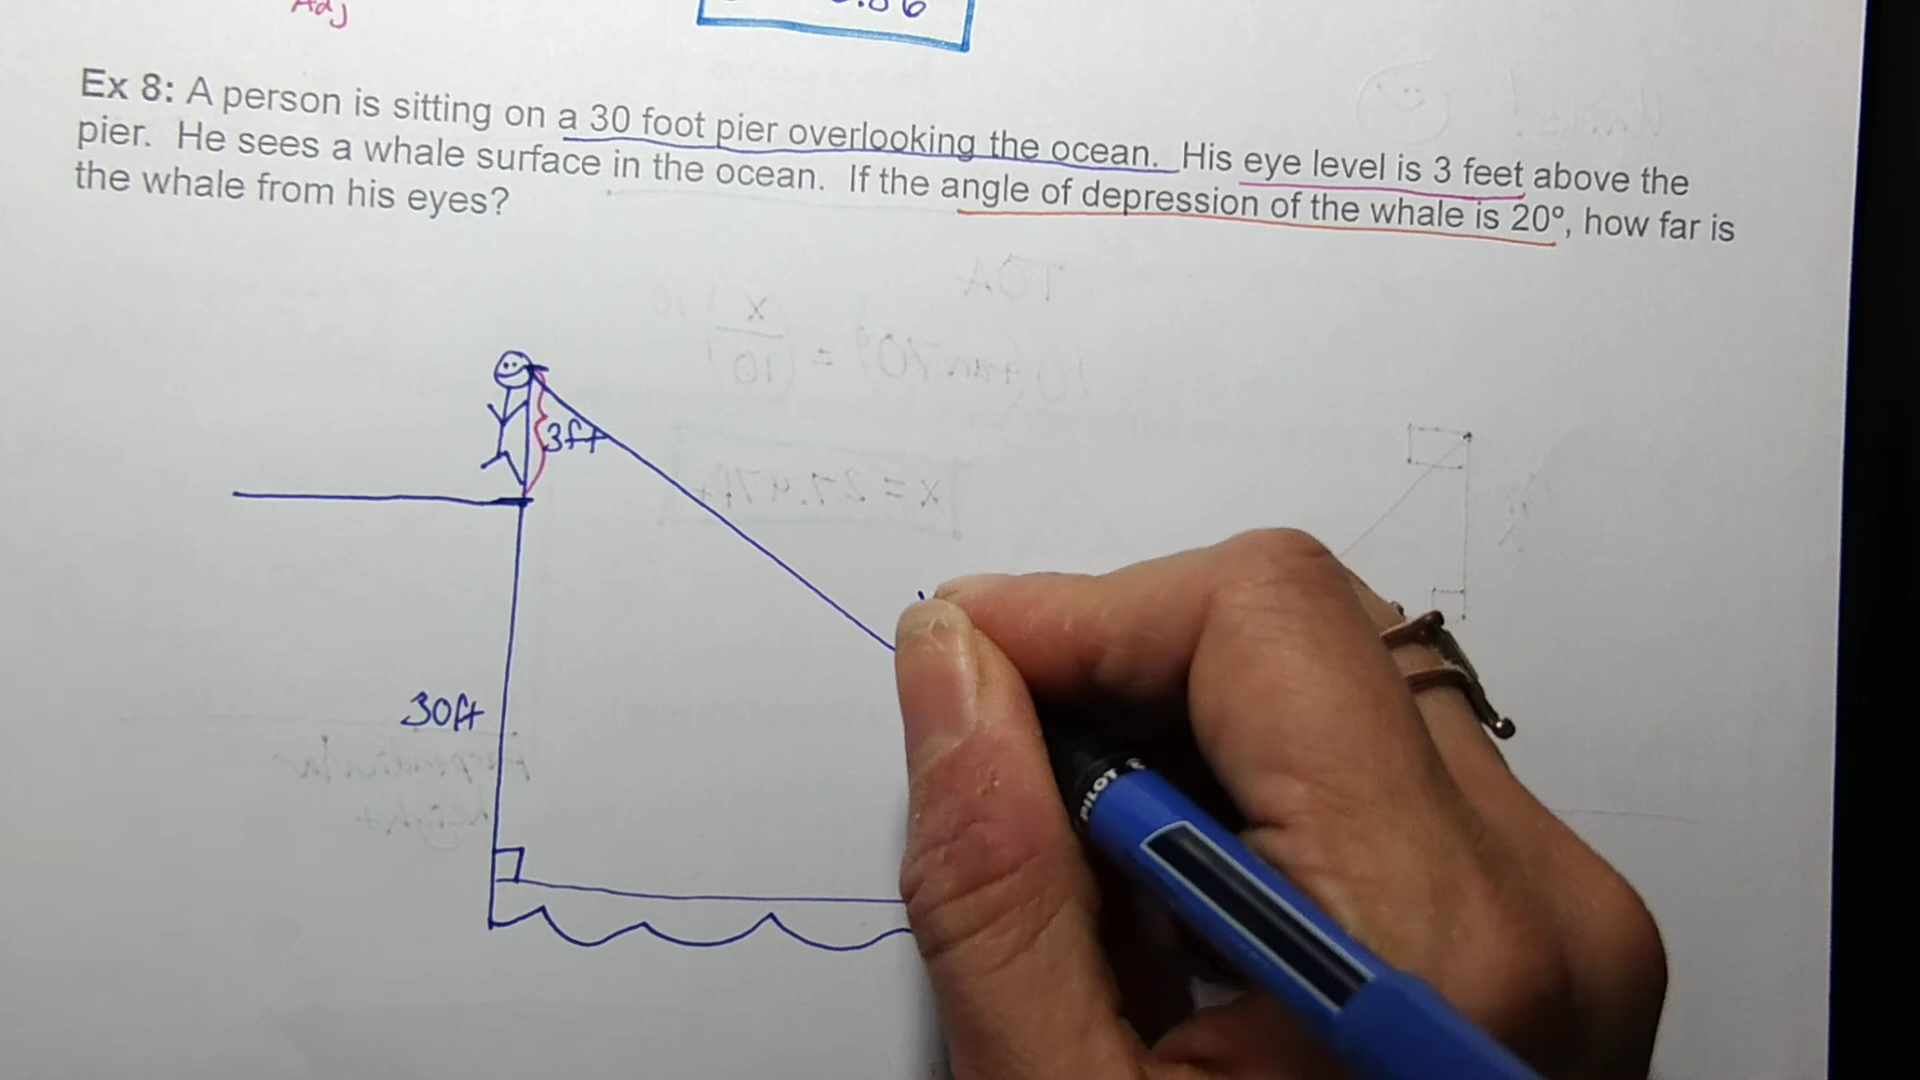 Adj
Ex 8: A person is sitting on a 30 foot pier overlooking the ocean. His eye level is 3 feet above the
pier. He sees a whale surface in the ocean. If the angle of depression of the whale is 20º, how far is
the whale from his eyes?
3ft
30ft
PILOT